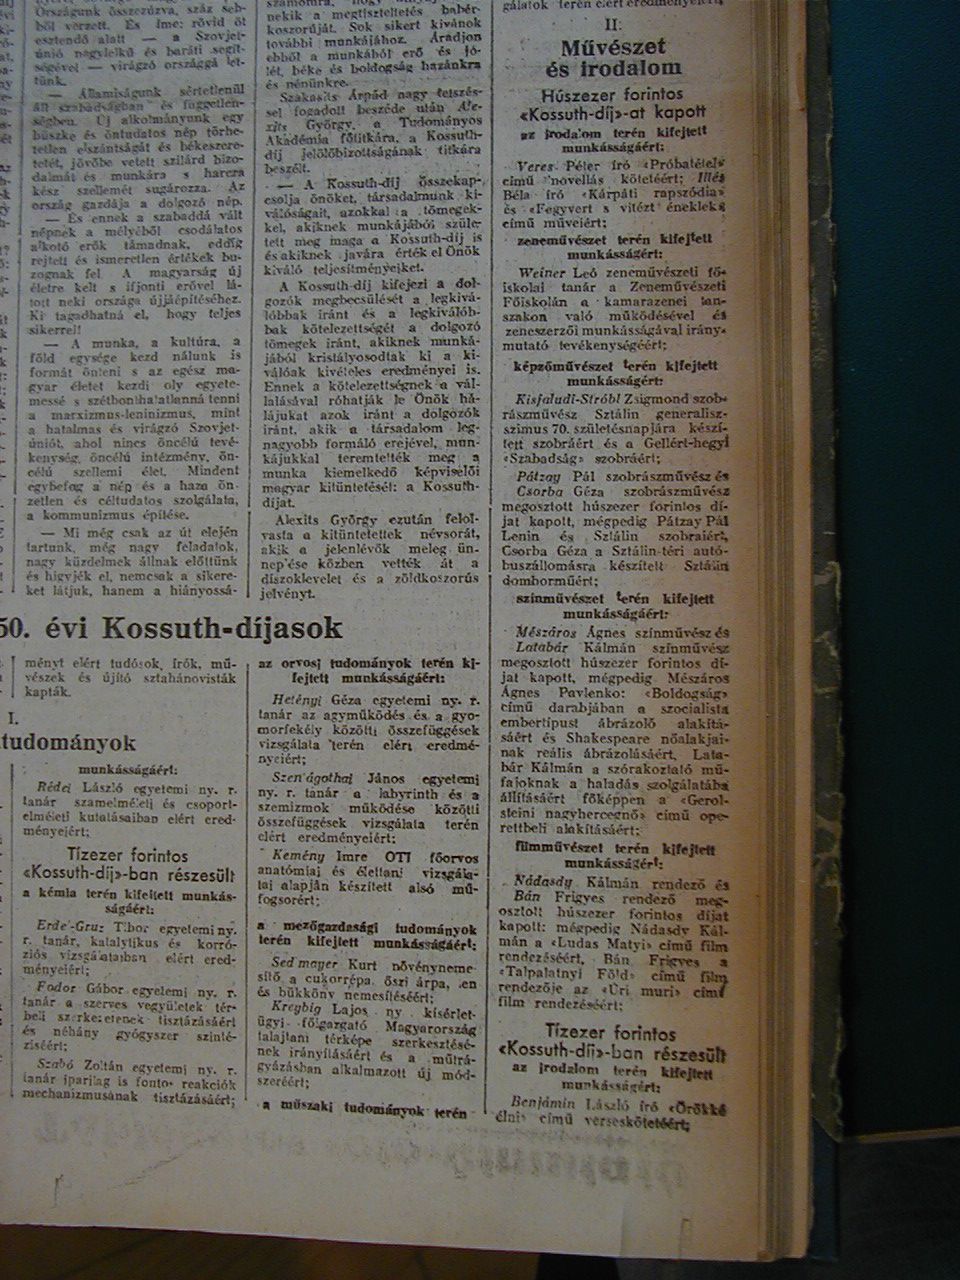 Országunk összezúzva, száz seb-
ből vérzett. És íme: rövid öt
esztendő alatt — a Szovjet-
únió nagylelkű és baráti segít-
ségével — virágzó országgá let-
tünk.
— Államiságunk sértetlenül
áll szabadságban és független-
ségben. Új alkotmányunk egy
büszke és öntudatos nép törhe-
tetlen elszántságát és békeszere-
tetét, jövőbe vetett szilárd bizo-
dalmát és munkára s harcra
kész szellemét sugározza. Az
ország gazdája a dolgozó nép.
— És ennek a szabaddá vált
népnek a mélyéből csodálatos
alkotó erők támadnak, eddig
rejtett és ismeretlen értékek bu-
zognak fel. A magyarság új
életre kelt s ifjonti erővel lá-
tott neki országa újjáépítéséhez.
Ki tagadhatná el, hogy teljes
sikerrel!
— A munka, a kultúra, a
föld egysége kezd nálunk is
formát önteni s az egész ma-
gyar életet kezdi oly egyete-
messé s szétbonthatatlanná tenni
a marxizmus-leninizmus, mint
a hatalmas és virágzó Szovjet-
úniót, ahol nincs öncélú tevé-
kenység, öncélú intézmény, ön-
célú szellemi élet. Mindent
egybefog a nép és a haza ön-
zetlen és céltudatos szolgálata,
a kommunizmus építése.
— Mi még csak az út elején
tartunk, még nagy feladatok,
nagy küzdelmek állnak előttünk
és higyjék el, nemcsak a sikere-
ket látjuk, hanem a hiányossá-
nekik a megtiszteltetés babér-
koszorúját. Sok sikert kívánok
további munkájához. Áradjon
ebből a munkából erő és jó-
lét, béke és boldogság hazánkra
és népünkre.
Szakasits Árpád nagy tetszés-
sel fogadott beszéde után Ale-
xits György, a Tudományos
Akadémia főtitkára, a Kossuth-
díj jelölőbizottságának titkára
beszélt.
— A Kossuth-díj összekap-
csolja önöket, társadalmunk ki-
válóságait, azokkal a tömegek-
kel, akiknek munkájából szüle-
tett meg maga a Kossuth-díj is
és akiknek javára érték el Önök
kiváló teljesítményeiket.
A Kossuth-díj kifejezi a dol-
gozók megbecsülését a legkivá-
lóbbak iránt és a legkiválób-
bak kötelezettségét a dolgozó
tömegek iránt, akiknek munká-
jából kristályosodtak ki a ki-
válóak kivételes eredményei is.
Ennek a kötelezettségnek a vál-
lalásával róhatják le Önök há-
lájukat azok iránt a dolgozók
iránt, akik a társadalom leg-
nagyobb formáló erejével, mun-
kájukkal teremtették meg a
munka kiemelkedő képviselői
magyar kitüntetését: a Kossuth-
díjat.
Alexits György ezután felol-
vasta a kitüntetettek névsorát,
akik a jelenlévők meleg ün-
neplése közben vették át a
díszoklevelet és a zöldkoszorús
jelvényt.
50. évi Kossuth-díjasok
ményt elért tudósok, írók, mű-
vészek és újító sztahánovisták
kapták.
I.
tudományok
munkásságáért:
Rédei László egyetemi ny. r.
tanár számelméleti és csoport-
elméleti kutatásaiban elért ered-
ményeiért;
Tízezer forintos
«Kossuth-díj»-ban részesült
a kémia terén kifejtett munkás-
ságáért:
Erdey-Gruz Tibor egyetemi ny.
r. tanár, katalytikus és korró-
ziós vizsgálataiban elért ered-
ményeiért;
Fodor Gábor egyetemi ny. r.
tanár a szerves vegyületek tér-
beli szerkezetének tisztázásáért
és néhány gyógyszer szinté-
ziséért;
Szabó Zoltán egyetemi ny. r.
tanár iparilag is fontos reakciók
mechanizmusának tisztázásáért;
az orvosi tudományok terén ki-
fejtett munkásságáért:
Hetényi Géza egyetemi ny. r.
tanár az agyműködés és a gyo-
morfekély közötti összefüggések
vizsgálata terén elért eredmé-
nyeiért;
Szentágothai János egyetemi
ny. r. tanár a labyrinth és a
szemizmok működése közötti
összefüggések vizsgálata terén
elért eredményeiért;
Kemény Imre OTI főorvos
anatómiai és élettani vizsgála-
tai alapján készített alsó mű-
fogsorért;
a mezőgazdasági tudományok
terén kifejtett munkásságáért:
Sedlmayer Kurt növényneme-
sítő a cukorrépa, őszi árpa, len
és bükköny nemesítéséért;
Kreybig Lajos ny. kísérlet-
ügyi főigazgató Magyarország
talajtani térképe szerkesztésé-
nek irányításáért és a műtrá-
gyázásban alkalmazott új mód-
szeréért;
a műszaki tudományok terén
gálatok terén elért eredményeiért
II.
Művészet
és irodalom
Húszezer forintos
«Kossuth-díj»-at kapott
az irodalom terén kifejtett
munkásságáért:
Veres Péter író «Próbatétel»
című novellás kötetéért; Illés
Béla író «Kárpáti rapszódia»
és «Fegyvert s vitézt éneklek»
című műveiért;
zeneművészet terén kifejtett
munkásságáért:
Weiner Leó zeneművészeti fő-
iskolai tanár a Zeneművészeti
Főiskolán a kamarazenei tan-
szakon való működésével és
zeneszerzői munkásságával irány-
mutató tevékenységéért;
képzőművészet terén kifejtett
munkásságáért:
Kisfaludi-Stróbl Zsigmond szob-
rászművész Sztálin generalisz-
szimus 70. születésnapjára készí-
tett szobráért és a Gellért-hegyi
«Szabadság» szobráért;
Pátzay Pál szobrászművész és
Csorba Géza szobrászművész
megosztott húszezer forintos dí-
jat kapott, mégpedig Pátzay Pál
Lenin és Sztálin szobraiért,
Csorba Géza a Sztálin-téri autó-
buszállomásra készített Sztálin
domborműért;
színművészet terén kifejtett
munkásságáért:
Mészáros Ágnes színművész és
Latabár Kálmán színművész
megosztott húszezer forintos dí-
jat kapott, mégpedig Mészáros
Ágnes Pavlenko: «Boldogság»
című darabjában a szocialista
embertípust ábrázoló alakítá-
sáért és Shakespeare nőalakjai-
nak reális ábrázolásáért, Lata-
bár Kálmán a szórakoztató mű-
fajoknak a haladás szolgálatába
állításáért főképpen a «Gerol-
steini nagyhercegnő» című ope-
rettbeli alakításáért;
filmművészet terén kifejtett
munkásságáért:
Nádasdy Kálmán rendező és
Bán Frigyes rendező meg-
osztott húszezer forintos díjat
kapott: mégpedig Nádasdy Kál-
mán a «Ludas Matyi» című film
rendezéséért, Bán Frigyes a
«Talpalatnyi Föld» című film
rendezője az «Úri muri» című
film rendezéséért;
Tízezer forintos
«Kossuth-díj»-ban részesült
az irodalom terén kifejtett
munkásságáért:
Benjámin László író «Örökké
élni» című verseskötetéért;